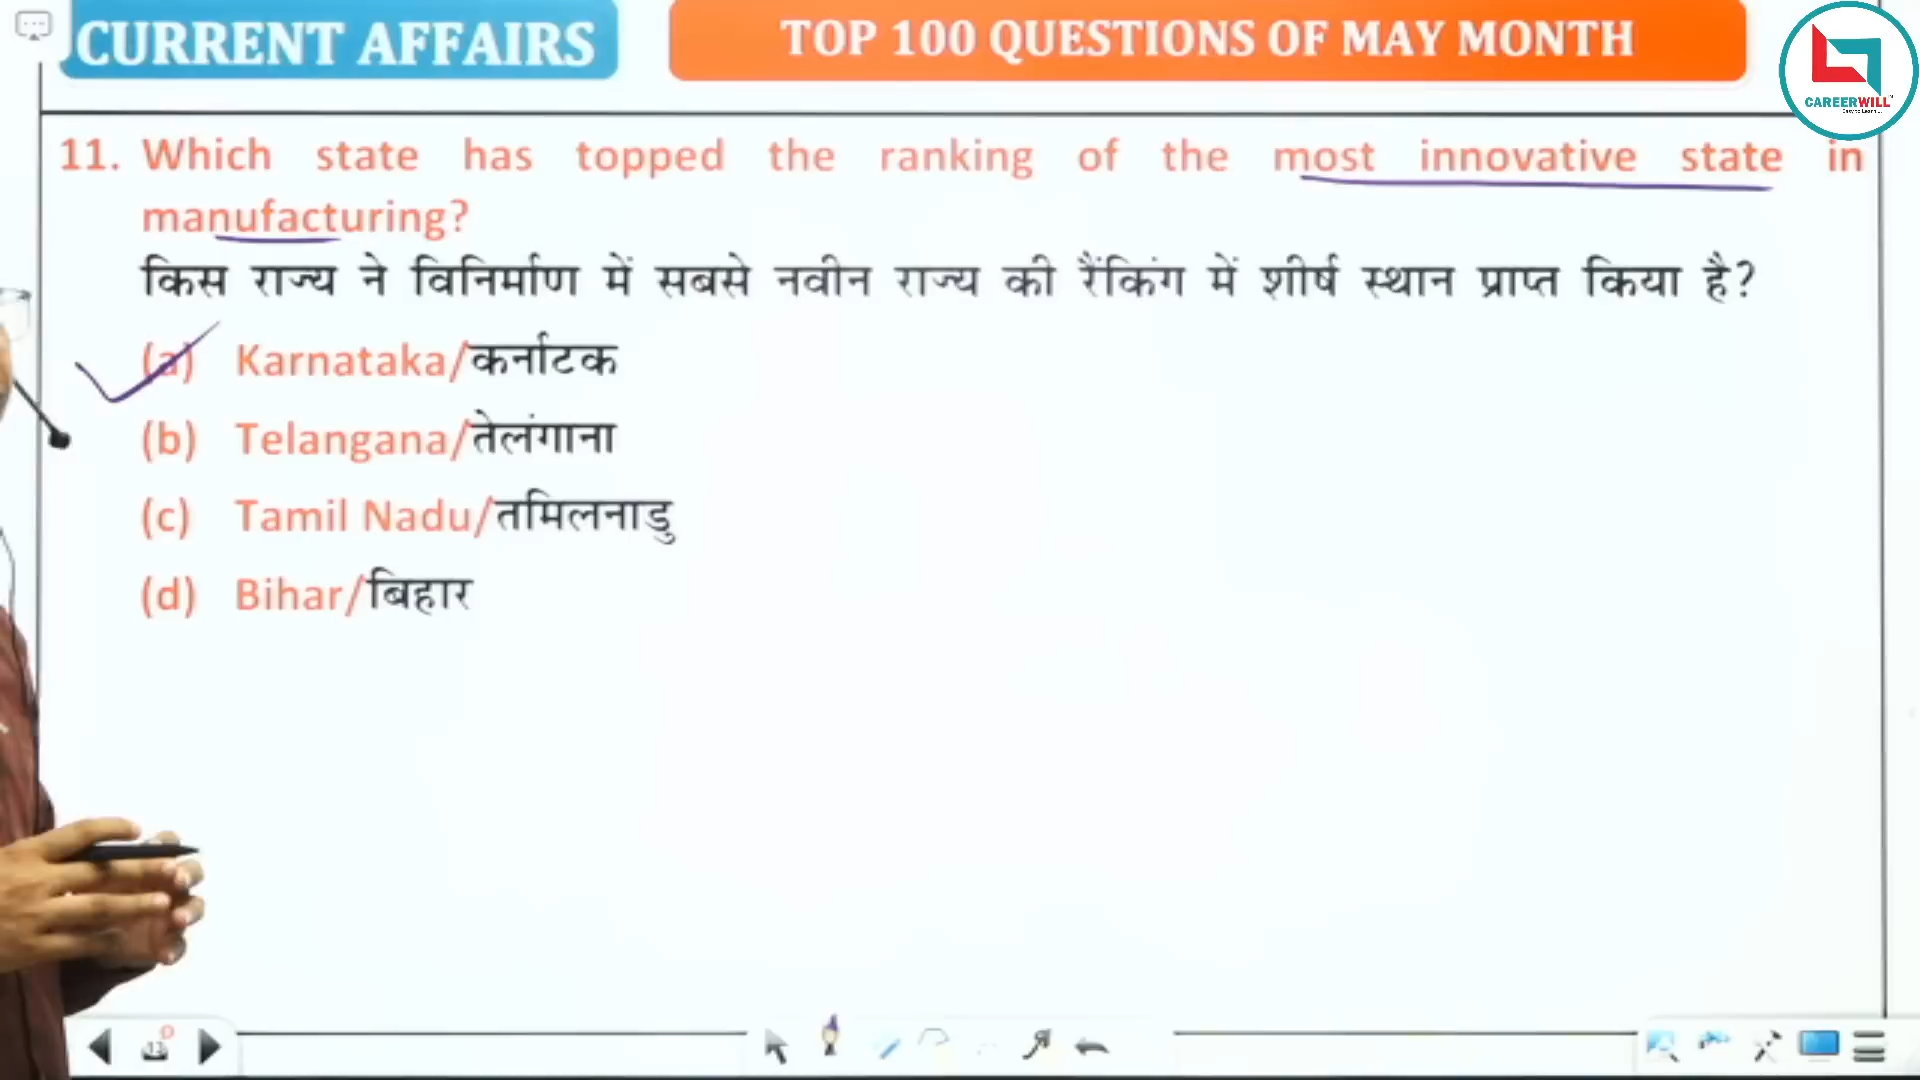 CURRENT AFFAIRS
TOP 100 QUESTIONS OF MAY MONTH
CAREERWILL
11. Which state has topped the ranking of the most innovative state in
manufacturing?
किस राज्य ने विनिर्माण में सबसे नवीन राज्य की रैंकिंग में शीर्ष स्थान प्राप्त किया है?
(a) Karnataka/कर्नाटक
(b) Telangana/तेलंगाना
(c) Tamil Nadu/तमिलनाडु
(d) Bihar/बिहार